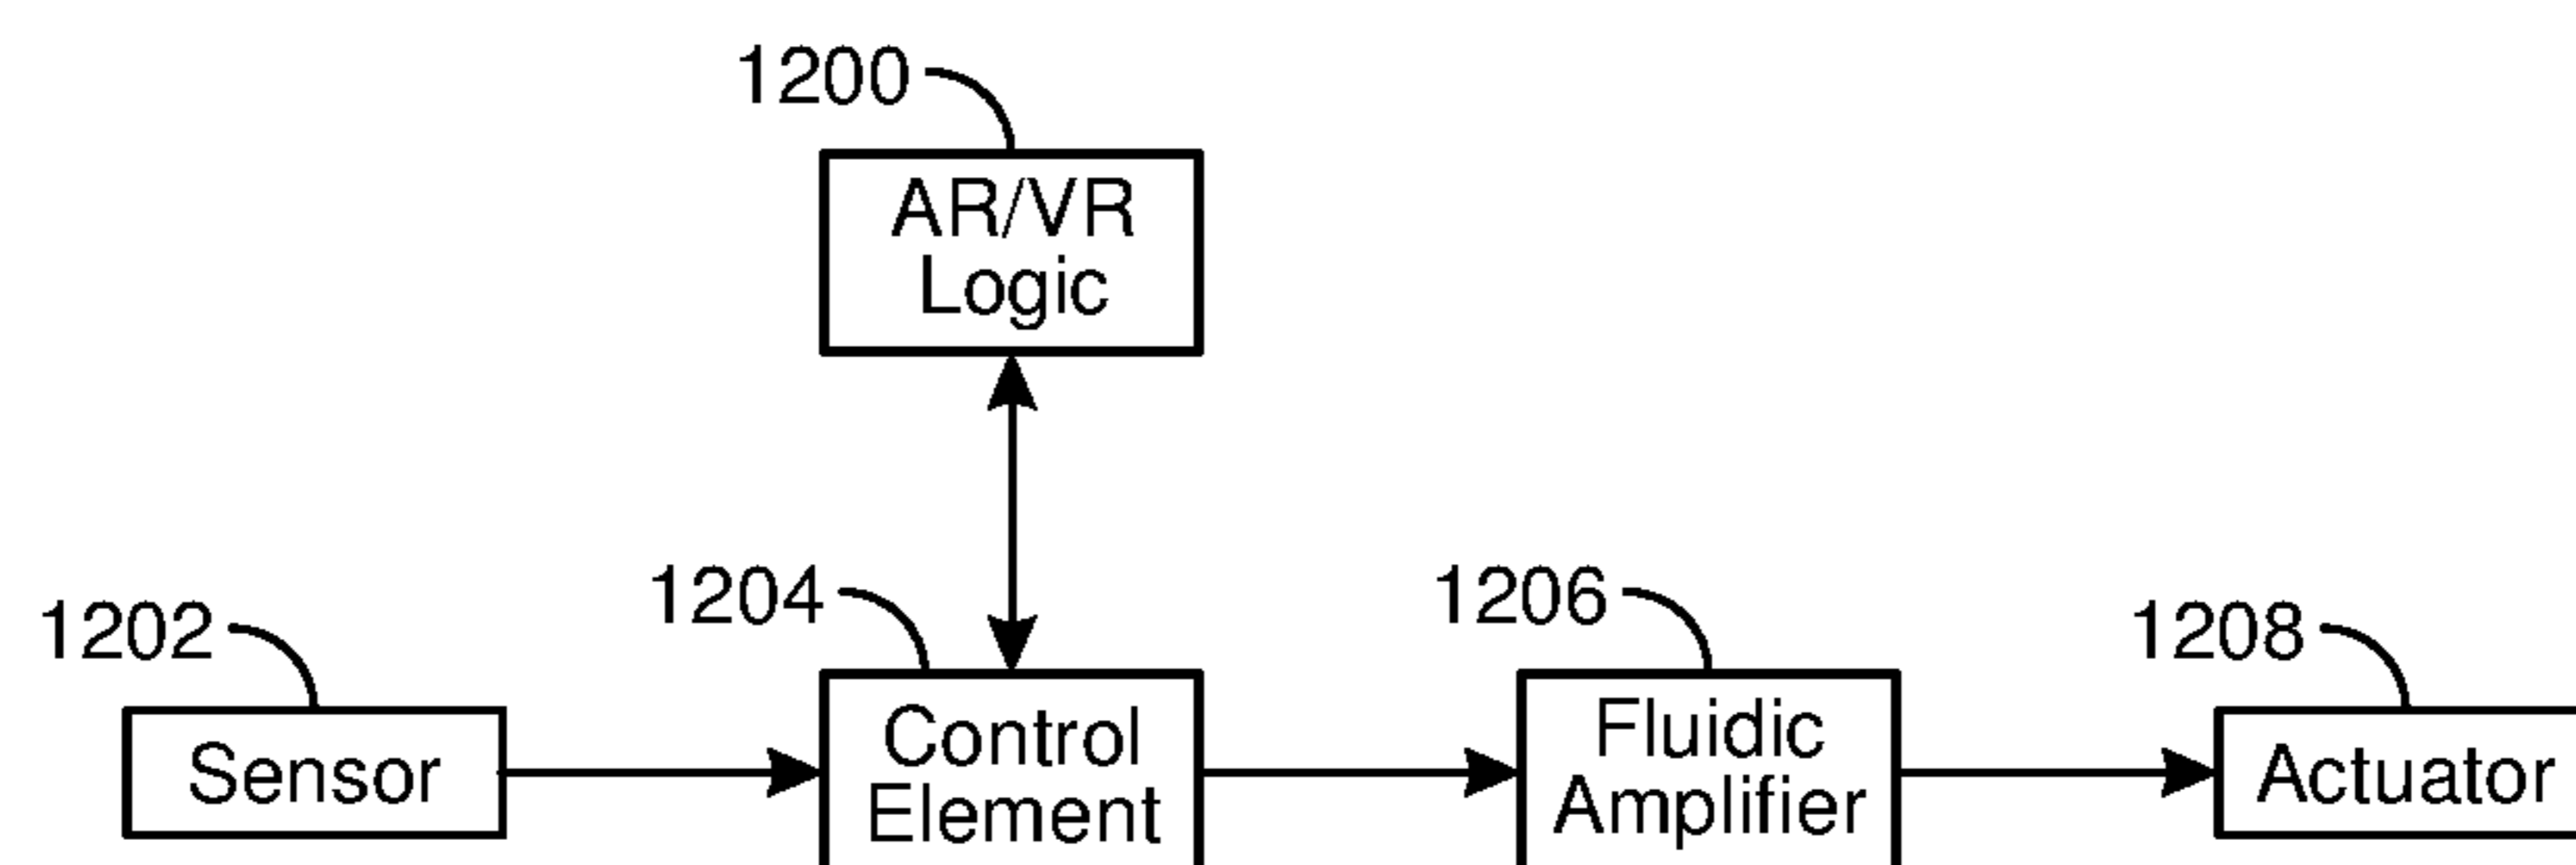 1200
AR/VR
Logic
1202
1204
1206
1208
Sensor
Control
Element
Fluidic
Amplifier
Actuator